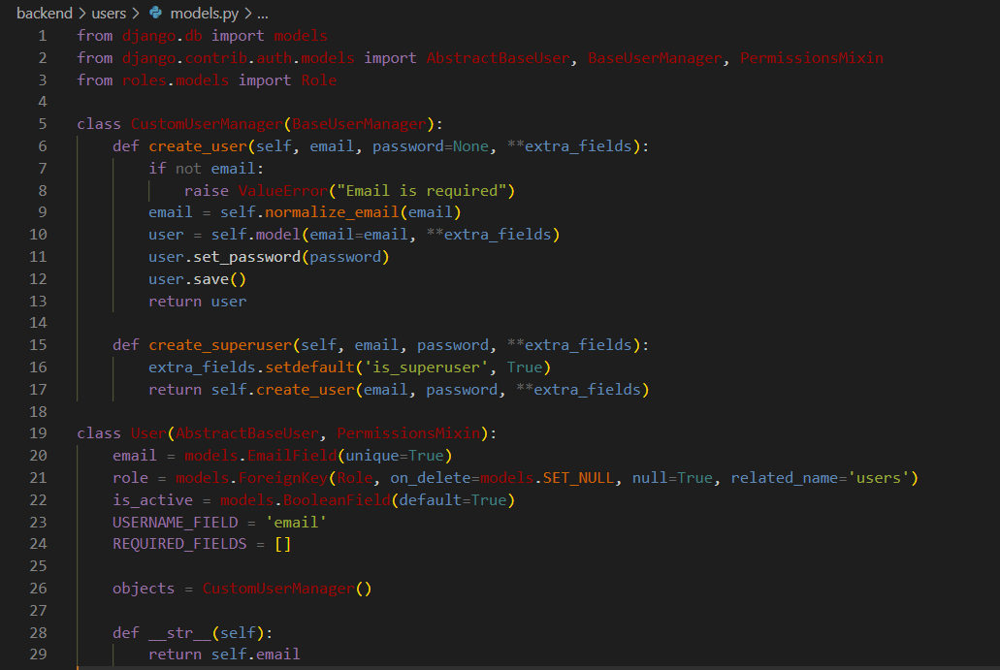 backend > users > models.py > ...
1 from django.db import models
2 from django.contrib.auth.models import AbstractBaseUser, BaseUserManager, PermissionsMixin
3 from roles.models import Role
4
5 class CustomUserManager(BaseUserManager):
6     def create_user(self, email, password=None, **extra_fields):
7         if not email:
8             raise ValueError("Email is required")
9         email = self.normalize_email(email)
10         user = self.model(email=email, **extra_fields)
11         user.set_password(password)
12         user.save()
13         return user
14
15     def create_superuser(self, email, password, **extra_fields):
16         extra_fields.setdefault('is_superuser', True)
17         return self.create_user(email, password, **extra_fields)
18
19 class User(AbstractBaseUser, PermissionsMixin):
20     email = models.EmailField(unique=True)
21     role = models.ForeignKey(Role, on_delete=models.SET_NULL, null=True, related_name='users')
22     is_active = models.BooleanField(default=True)
23     USERNAME_FIELD = 'email'
24     REQUIRED_FIELDS = []
25
26     objects = CustomUserManager()
27
28     def __str__(self):
29         return self.email